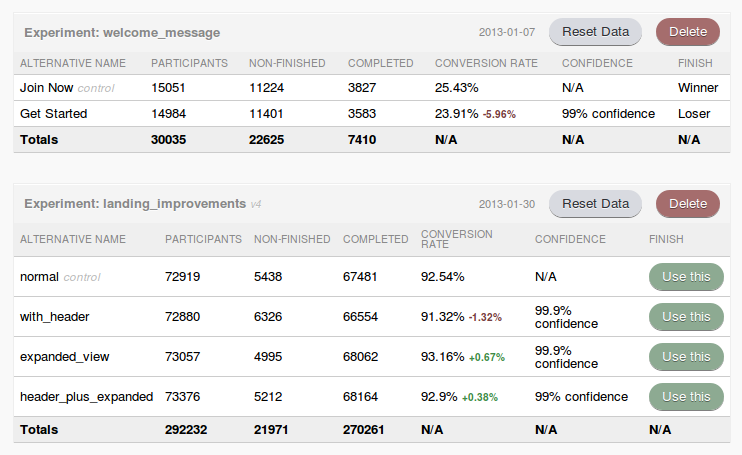 Experiment: welcome_message 2013-01-07 Reset Data Delete
ALTERNATIVE NAME PARTICIPANTS NON-FINISHED COMPLETED CONVERSION RATE CONFIDENCE FINISH
Join Now control 15051 11224 3827 25.43% N/A Winner
Get Started 14984 11401 3583 23.91% -5.96% 99% confidence Loser
Totals 30035 22625 7410 N/A N/A N/A
Experiment: landing_improvements v4 2013-01-30 Reset Data Delete
ALTERNATIVE NAME PARTICIPANTS NON-FINISHED COMPLETED CONVERSION RATE CONFIDENCE FINISH
normal control 72919 5438 67481 92.54% N/A Use this
with_header 72880 6326 66554 91.32% -1.32% 99.9% confidence Use this
expanded_view 73057 4995 68062 93.16% +0.67% 99.9% confidence Use this
header_plus_expanded 73376 5212 68164 92.9% +0.38% 99% confidence Use this
Totals 292232 21971 270261 N/A N/A N/A